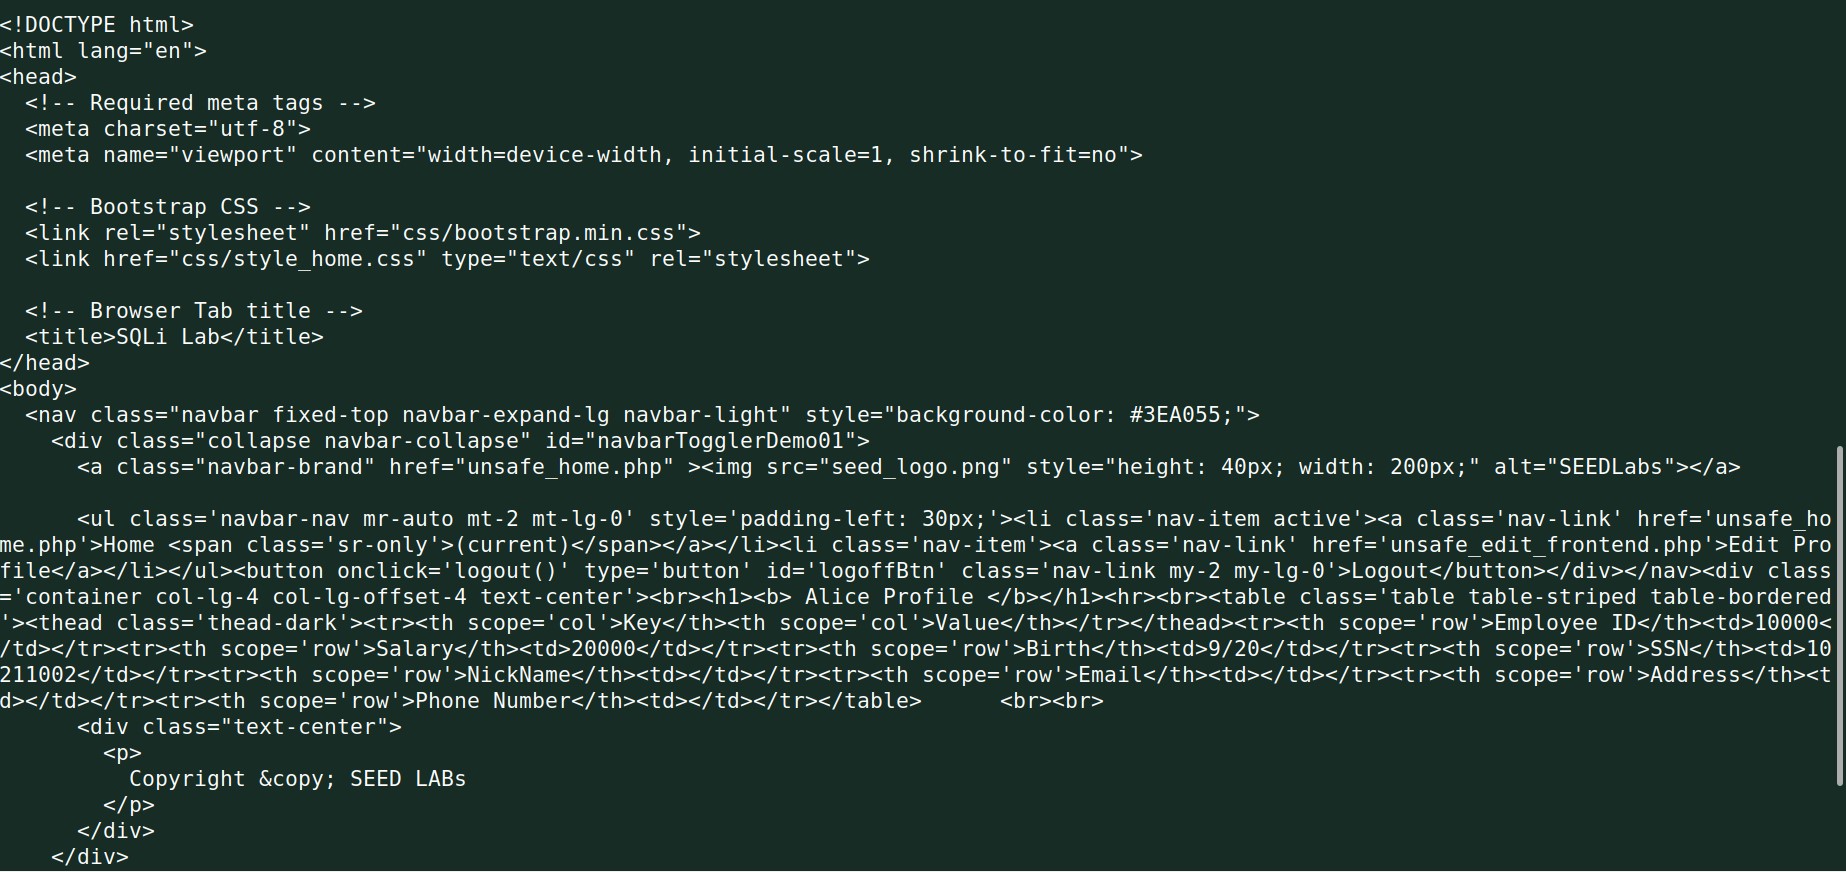 <!DOCTYPE html>
<html lang="en">
<head>
  <!-- Required meta tags -->
  <meta charset="utf-8">
  <meta name="viewport" content="width=device-width, initial-scale=1, shrink-to-fit=no">

  <!-- Bootstrap CSS -->
  <link rel="stylesheet" href="css/bootstrap.min.css">
  <link href="css/style_home.css" type="text/css" rel="stylesheet">

  <!-- Browser Tab title -->
  <title>SQLi Lab</title>
</head>
<body>
  <nav class="navbar fixed-top navbar-expand-lg navbar-light" style="background-color: #3EA055;">
    <div class="collapse navbar-collapse" id="navbarTogglerDemo01">
      <a class="navbar-brand" href="unsafe_home.php" ><img src="seed_logo.png" style="height: 40px; width: 200px;" alt="SEEDLabs"></a>

      <ul class='navbar-nav mr-auto mt-2 mt-lg-0' style='padding-left: 30px;'><li class='nav-item active'><a class='nav-link' href='unsafe_ho
me.php'>Home <span class='sr-only'>(current)</span></a></li><li class='nav-item'><a class='nav-link' href='unsafe_edit_frontend.php'>Edit Pro
file</a></li></ul><button onclick='logout()' type='button' id='logoffBtn' class='nav-link my-2 my-lg-0'>Logout</button></div></nav><div class
='container col-lg-4 col-lg-offset-4 text-center'><br><h1><b> Alice Profile </b></h1><hr><br><table class='table table-striped table-bordered
'><thead class='thead-dark'><tr><th scope='col'>Key</th><th scope='col'>Value</th></tr></thead><tr><th scope='row'>Employee ID</th><td>10000<
/td></tr><tr><th scope='row'>Salary</th><td>20000</td></tr><tr><th scope='row'>Birth</th><td>9/20</td></tr><tr><th scope='row'>SSN</th><td>10
211002</td></tr><tr><th scope='row'>NickName</th><td></td></tr><tr><th scope='row'>Email</th><td></td></tr><tr><th scope='row'>Address</th><t
d></td></tr><tr><th scope='row'>Phone Number</th><td></td></tr></table>      <br><br>
      <div class="text-center">
        <p>
          Copyright &copy; SEED LABs
        </p>
      </div>
    </div>